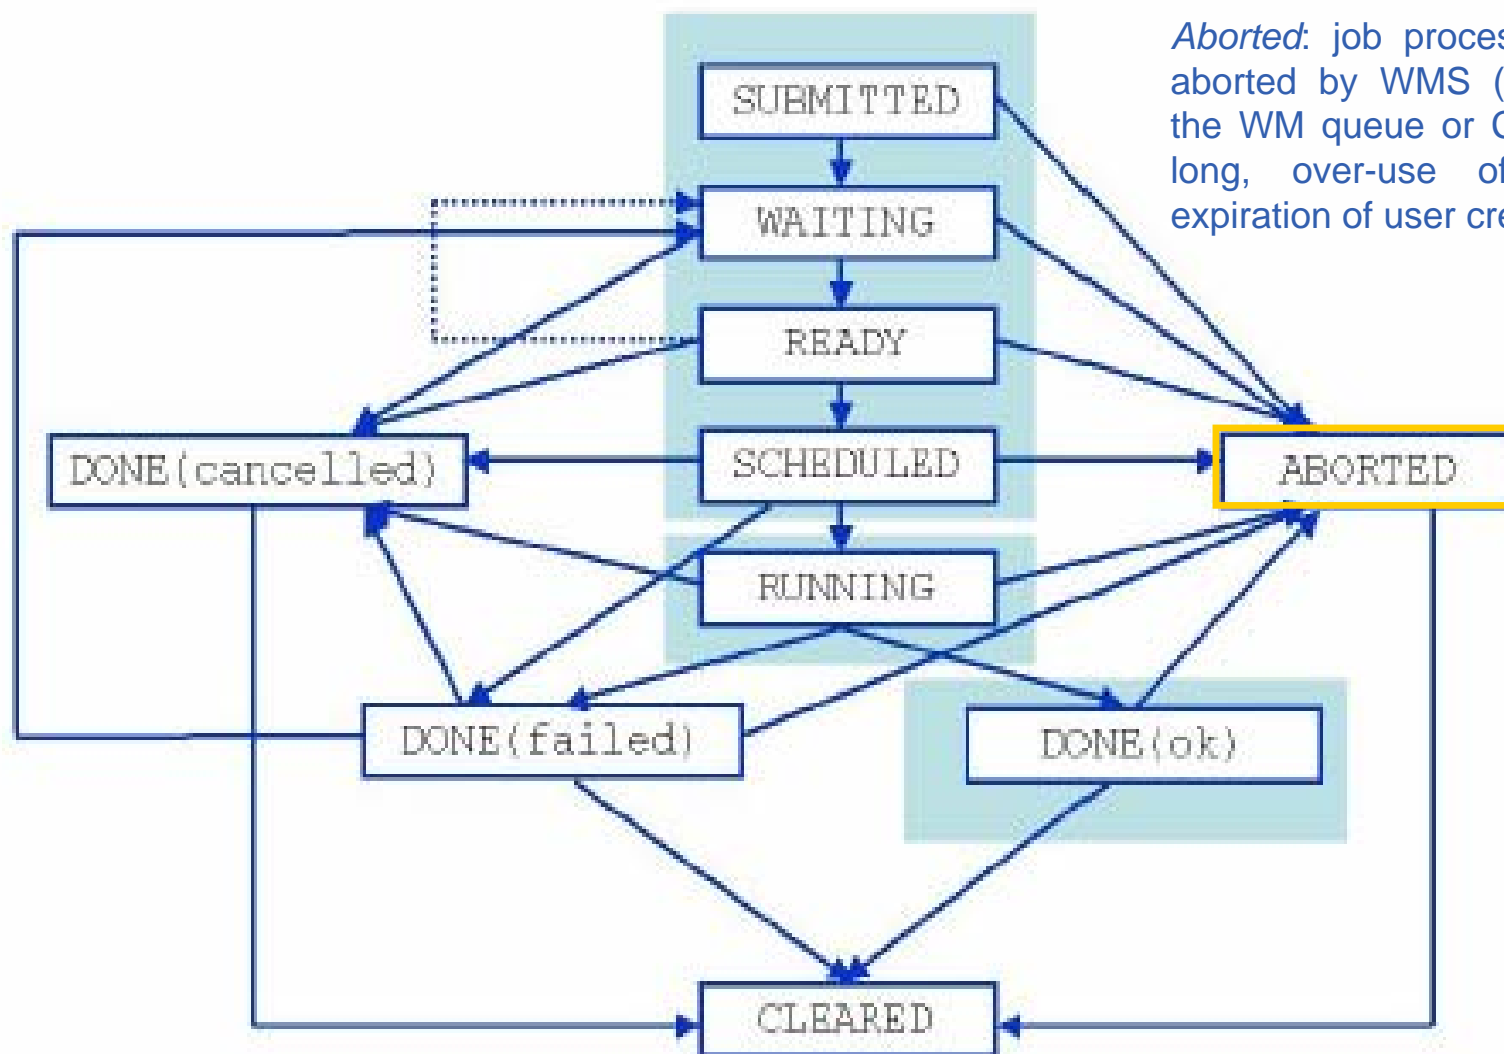 Aborted: job proces
aborted by WMS (
the WM queue or C
long, over-use of
expiration of user cre
SUBMITTED
WAITING
READY
DONE(cancelled)
SCHEDULED
ABORTED
RUNNING
DONE(failed)
DONE(ok)
CLEARED